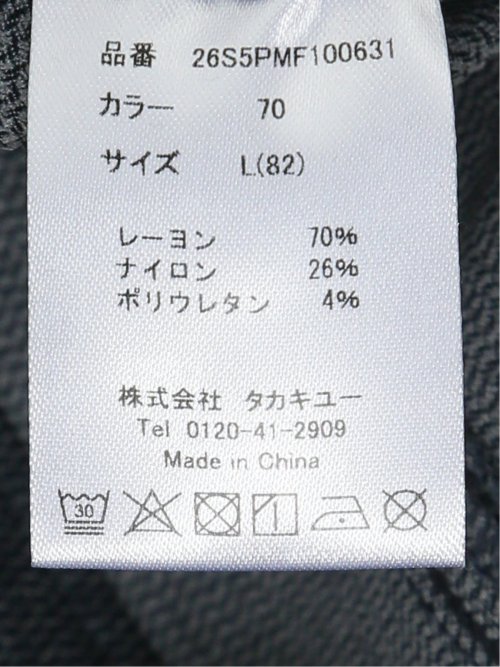 品番 26S5PMF100631
カラー 70
サイズ L(82)
レーヨン 70%
ナイロン 26%
ポリウレタン 4%
株式会社 タカキユー
Tel 0120-41-2909
Made in China
30